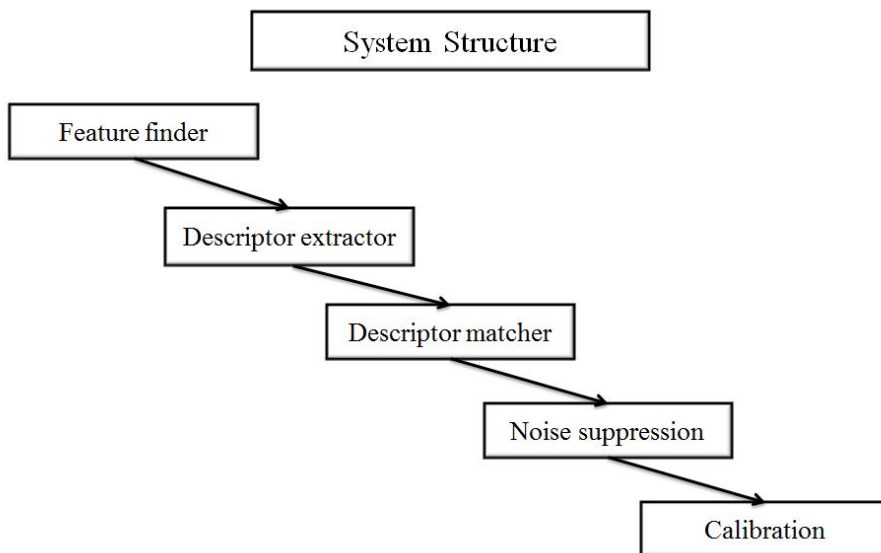 System Structure
Feature finder
Descriptor extractor
Descriptor matcher
Noise suppression
Calibration